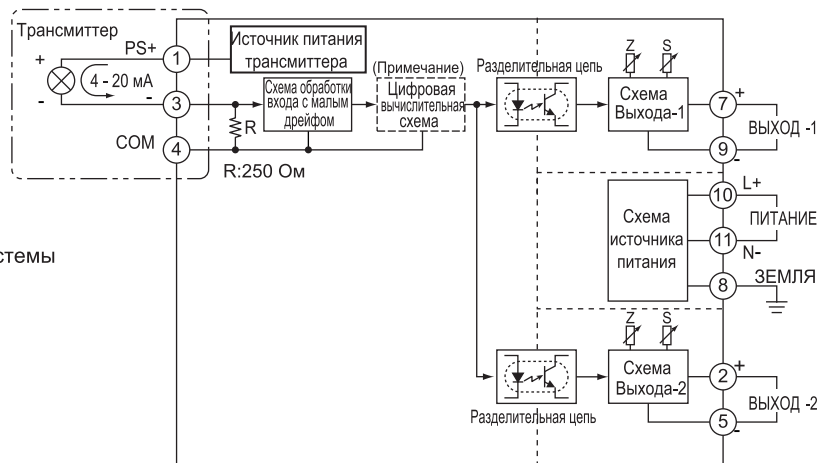 Трансмиттер
PS+
1
Источник питания
трансмиттера
+
4 - 20 мА
-
-
3
Схема обработки
входа с малым
дрейфом
(Примечание)
Цифровая
вычислительная
схема
R
COM
4
R:250 Ом
Разделительная цепь
Z
S
Схема
Выхода-1
7
+
ВЫХОД -1
9
-
стемы
Схема
источника
питания
10
L+
ПИТАНИЕ
11
N-
8
ЗЕМЛЯ
Разделительная цепь
Z
S
Схема
Выхода-2
2
+
ВЫХОД -2
5
-